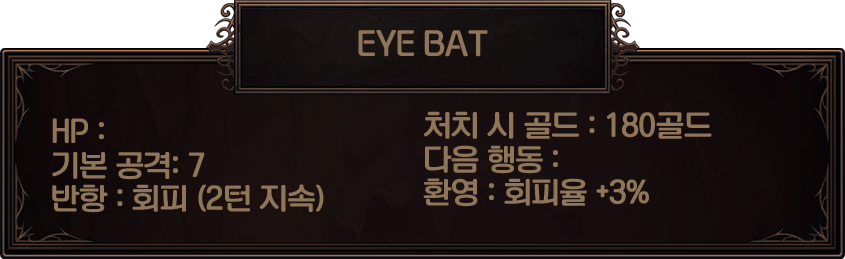 EYE BAT
HP :
기본 공격: 7
반항 : 회피 (2턴 지속)
처치 시 골드 : 180골드
다음 행동 :
환영 : 회피율 +3%